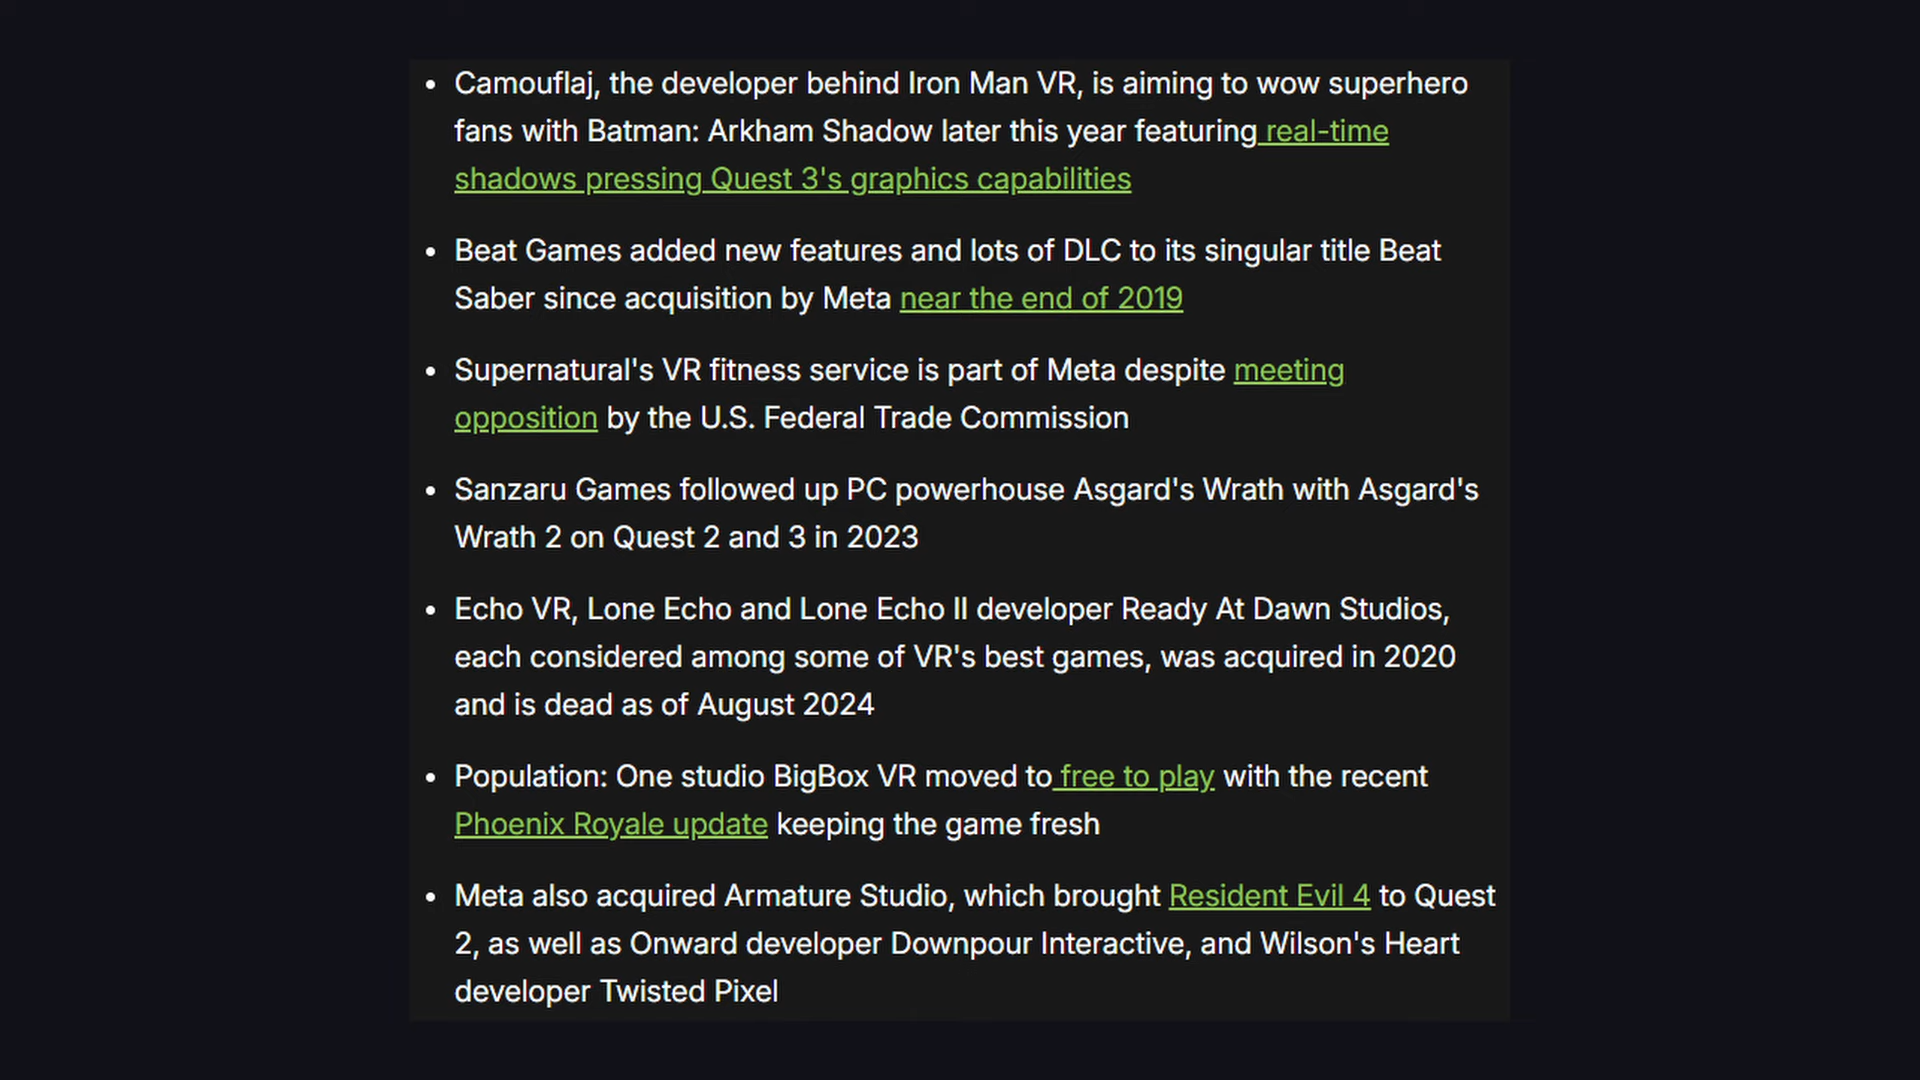 • Camouflaj, the developer behind Iron Man VR, is aiming to wow superhero
fans with Batman: Arkham Shadow later this year featuring real-time
shadows pressing Quest 3's graphics capabilities
• Beat Games added new features and lots of DLC to its singular title Beat
Saber since acquisition by Meta near the end of 2019
• Supernatural's VR fitness service is part of Meta despite meeting
opposition by the U.S. Federal Trade Commission
• Sanzaru Games followed up PC powerhouse Asgard's Wrath with Asgard's
Wrath 2 on Quest 2 and 3 in 2023
• Echo VR, Lone Echo and Lone Echo II developer Ready At Dawn Studios,
each considered among some of VR's best games, was acquired in 2020
and is dead as of August 2024
• Population: One studio BigBox VR moved to free to play with the recent
Phoenix Royale update keeping the game fresh
• Meta also acquired Armature Studio, which brought Resident Evil 4 to Quest
2, as well as Onward developer Downpour Interactive, and Wilson's Heart
developer Twisted Pixel